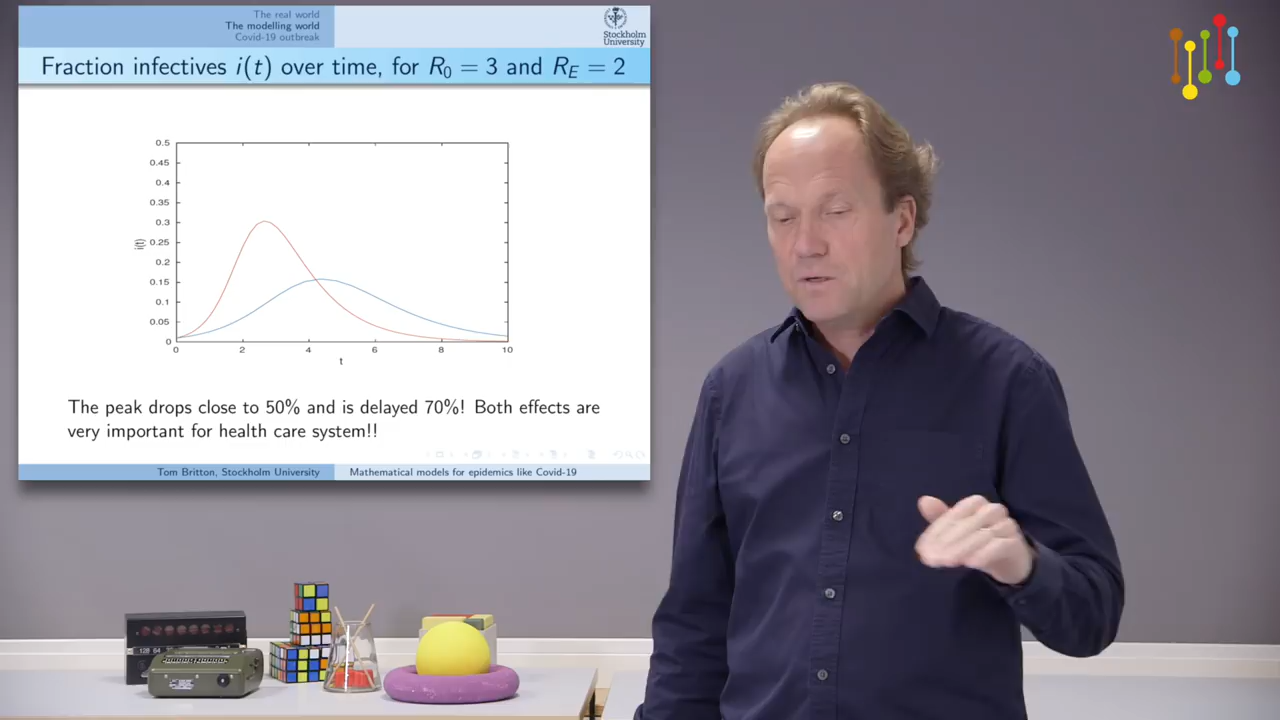 The real world
The modelling world
Covid-19 outbreak
Stockholm
University
Fraction infectives i(t) over time, for R₀ = 3 and R_E = 2
0.5
0.45
0.4
0.35
0.3
0.25
0.2
0.15
0.1
0.05
0
i(t)
0 2 4 6 8 10
t
The peak drops close to 50% and is delayed 70%! Both effects are
very important for health care system!!
Tom Britton, Stockholm University Mathematical models for epidemics like Covid-19
128 64